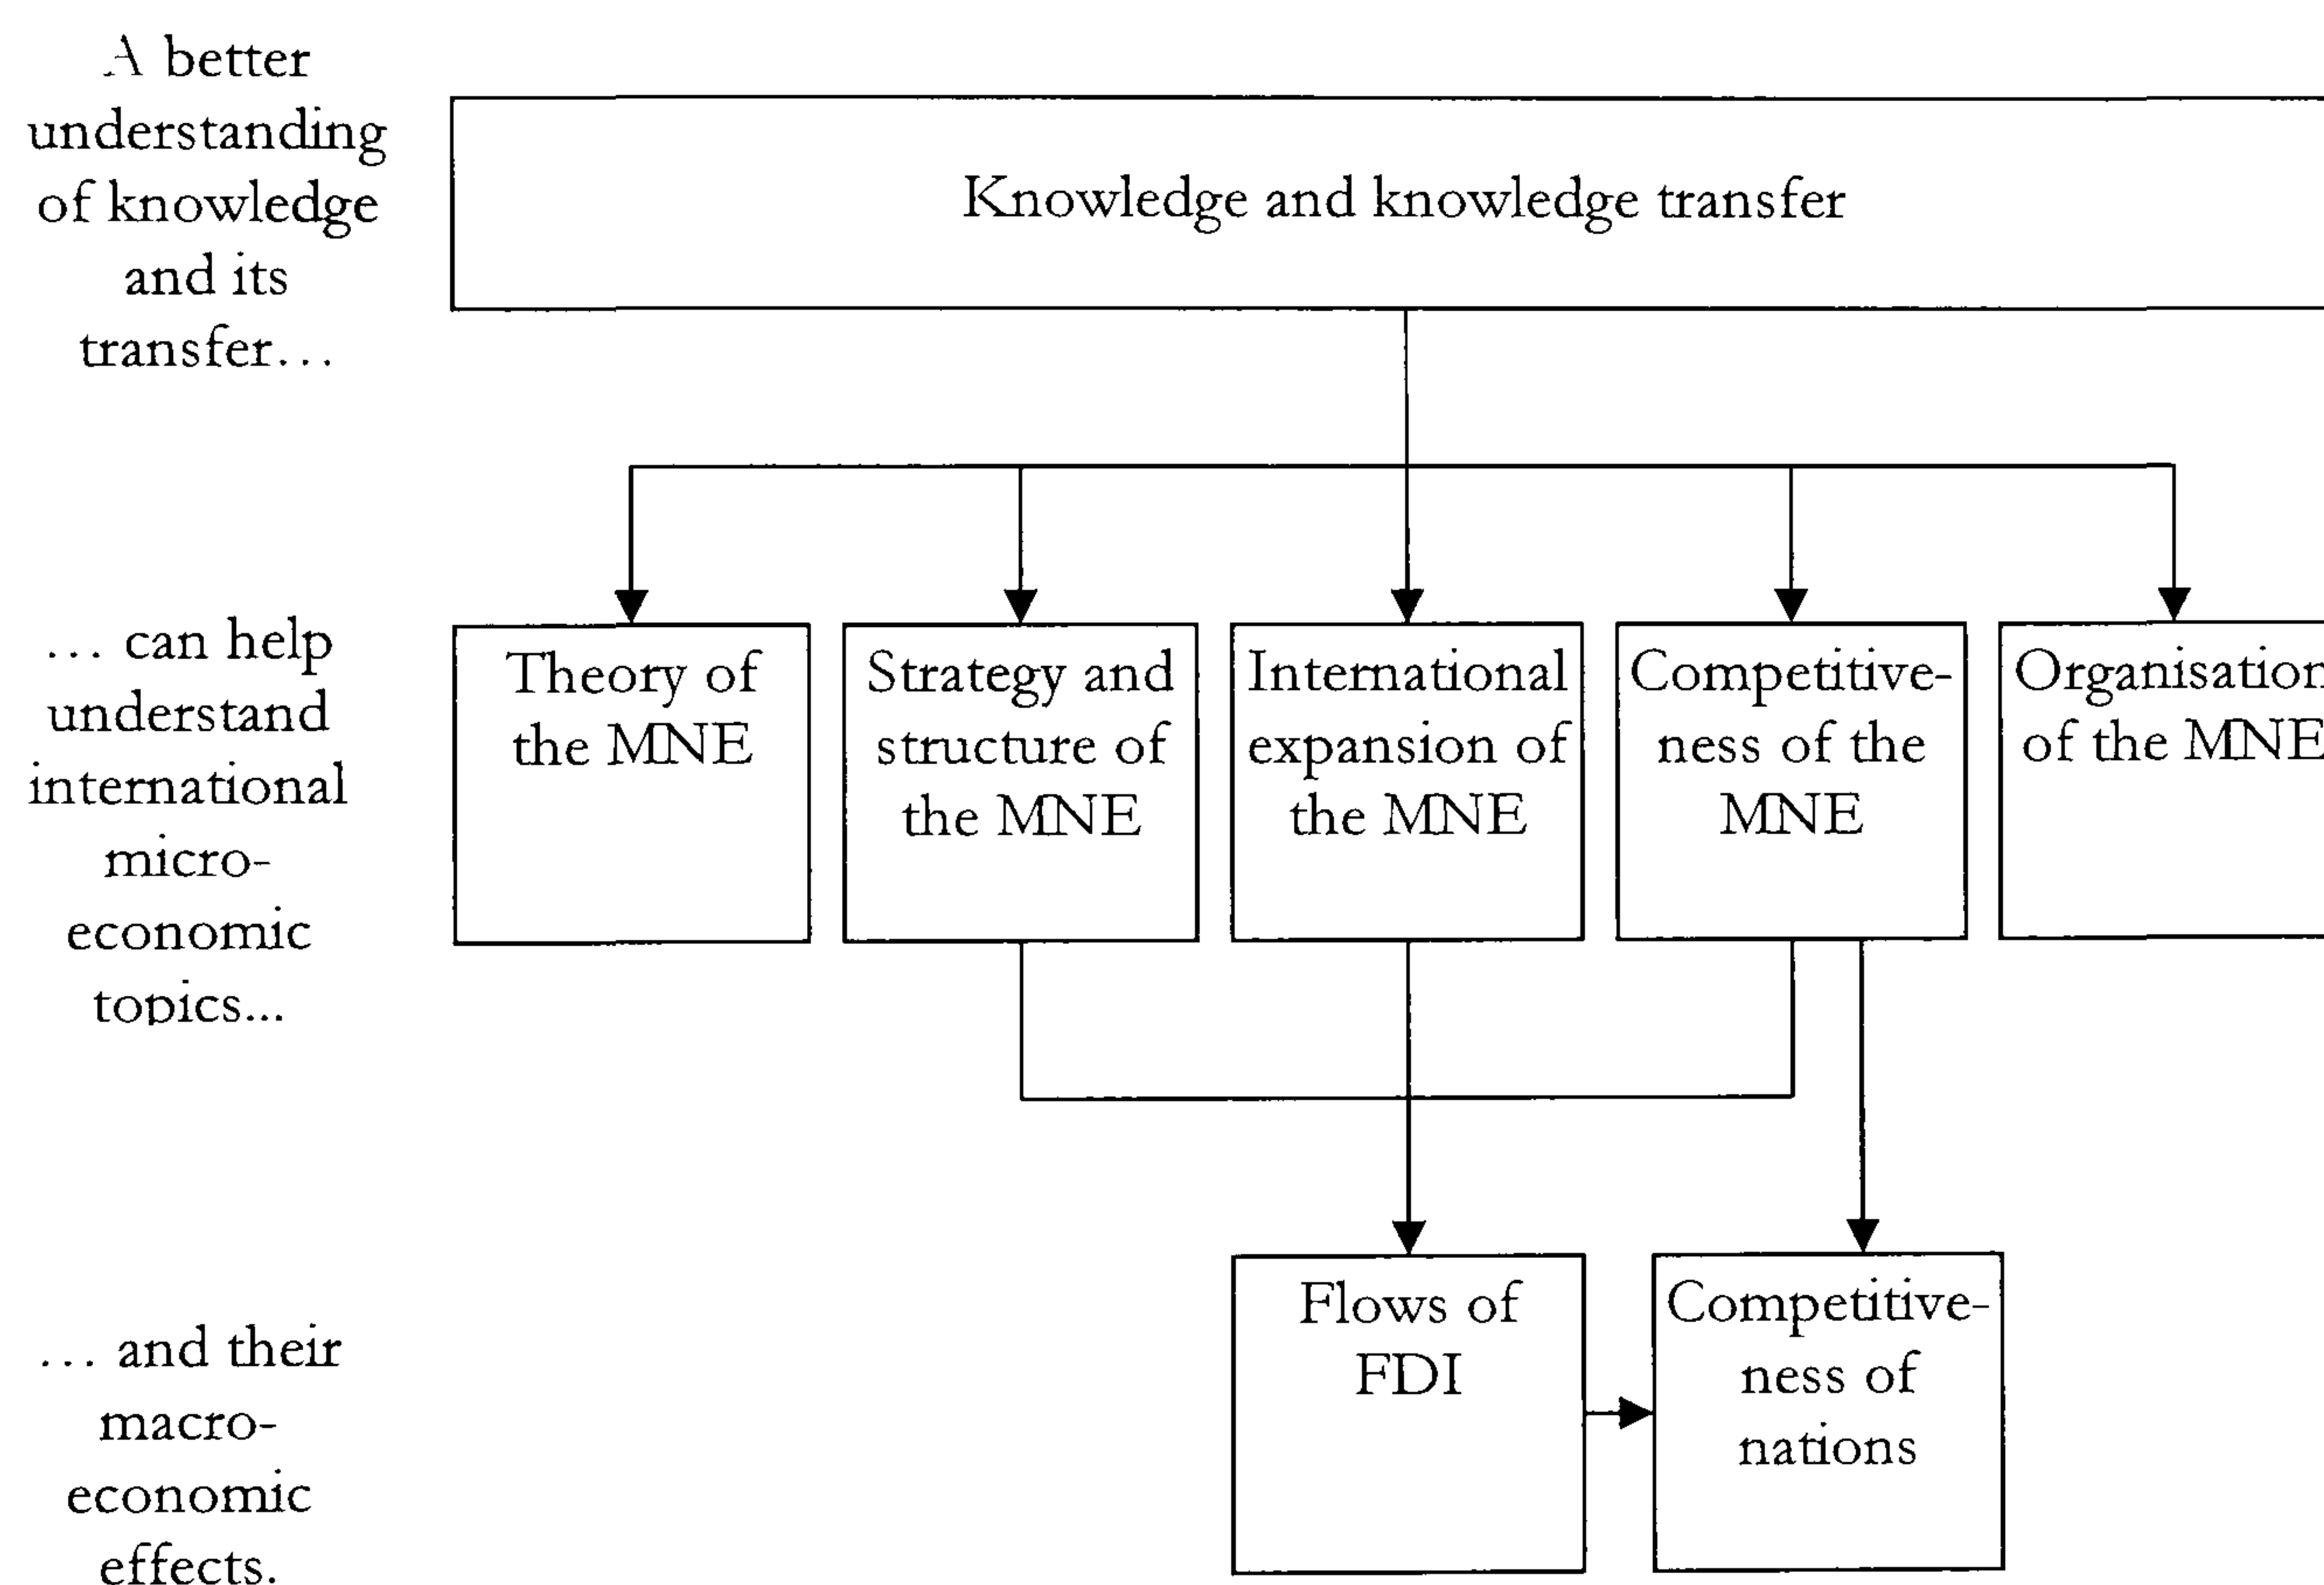 A better
understanding
of knowledge
and its
transfer…
Knowledge and knowledge transfer
… can help
understand
international
micro-
economic
topics...
Theory of
the MNE
Strategy and
structure of
the MNE
International
expansion of
the MNE
Competitive-
ness of the
MNE
Organisation
of the MNE
… and their
macro-
economic
effects.
Flows of
FDI
Competitive-
ness of
nations